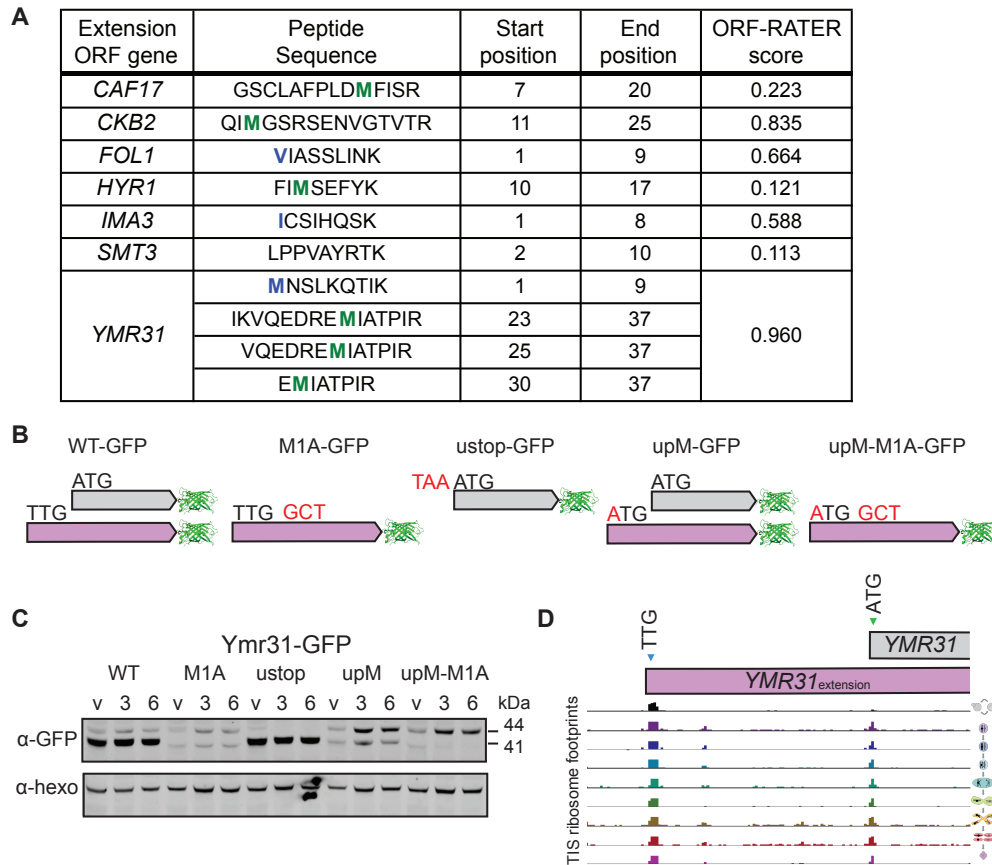 A
Extension ORF gene Peptide Sequence Start position End position ORF-RATER score
CAF17 GSCLAFPLDMFISR 7 20 0.223
CKB2 QIMGSRSENVGTVTR 11 25 0.835
FOL1 VIASSLINK 1 9 0.664
HYR1 FIMSEFYK 10 17 0.121
IMA3 ICSIHQSK 1 8 0.588
SMT3 LPPVAYRTK 2 10 0.113
YMR31 MNSLKQTIK 1 9 0.960
IKVQEDREMIATPIR 23 37
VQEDREMIATPIR 25 37
EMIATPIR 30 37
B
WT-GFP M1A-GFP ustop-GFP upM-GFP upM-M1A-GFP
ATG TAA ATG ATG
TTG TTG GCT ATG ATG GCT
C
Ymr31-GFP
WT M1A ustop upM upM-M1A
v 3 6 v 3 6 v 3 6 v 3 6 v 3 6 kDa
α-GFP 44
41
α-hexo
D
TTG ATG
YMR31
YMR31extension
TIS ribosome footprints